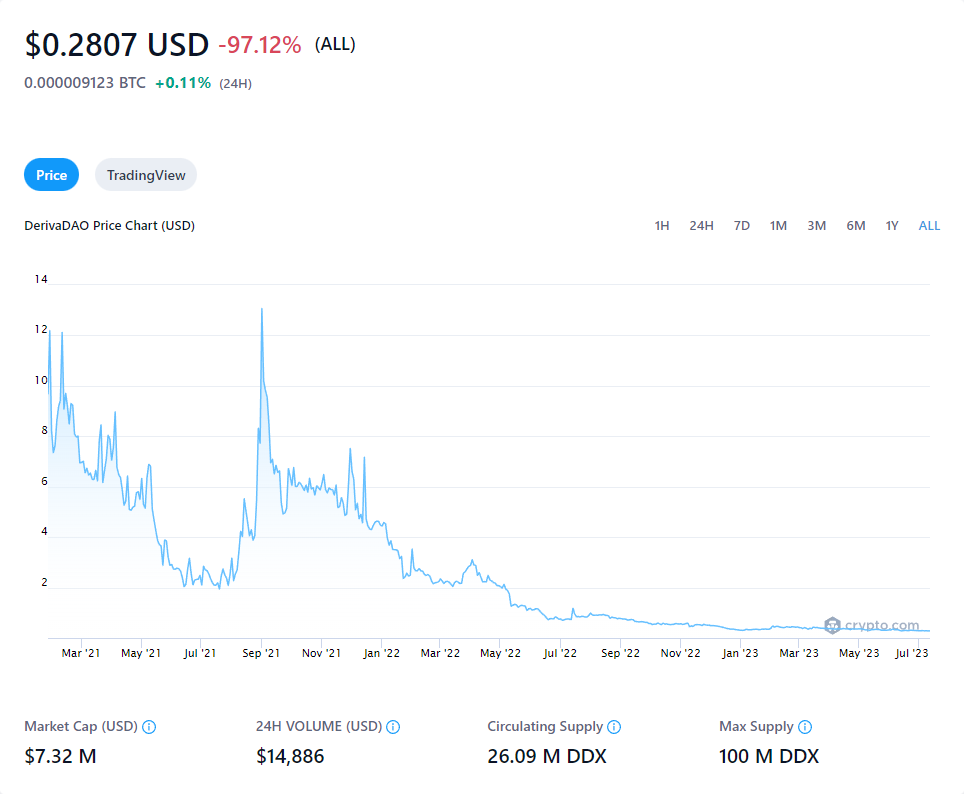 $0.2807 USD -97.12% (ALL)
0.000009123 BTC +0.11% (24H)
Price TradingView
DerivaDAO Price Chart (USD) 1H 24H 7D 1M 3M 6M 1Y ALL
14
12
10
8
6
4
2
crypto.com
Mar '21 May '21 Jul '21 Sep '21 Nov '21 Jan '22 Mar '22 May '22 Jul '22 Sep '22 Nov '22 Jan '23 Mar '23 May '23 Jul '23
Market Cap (USD) 24H VOLUME (USD) Circulating Supply Max Supply
$7.32 M $14,886 26.09 M DDX 100 M DDX